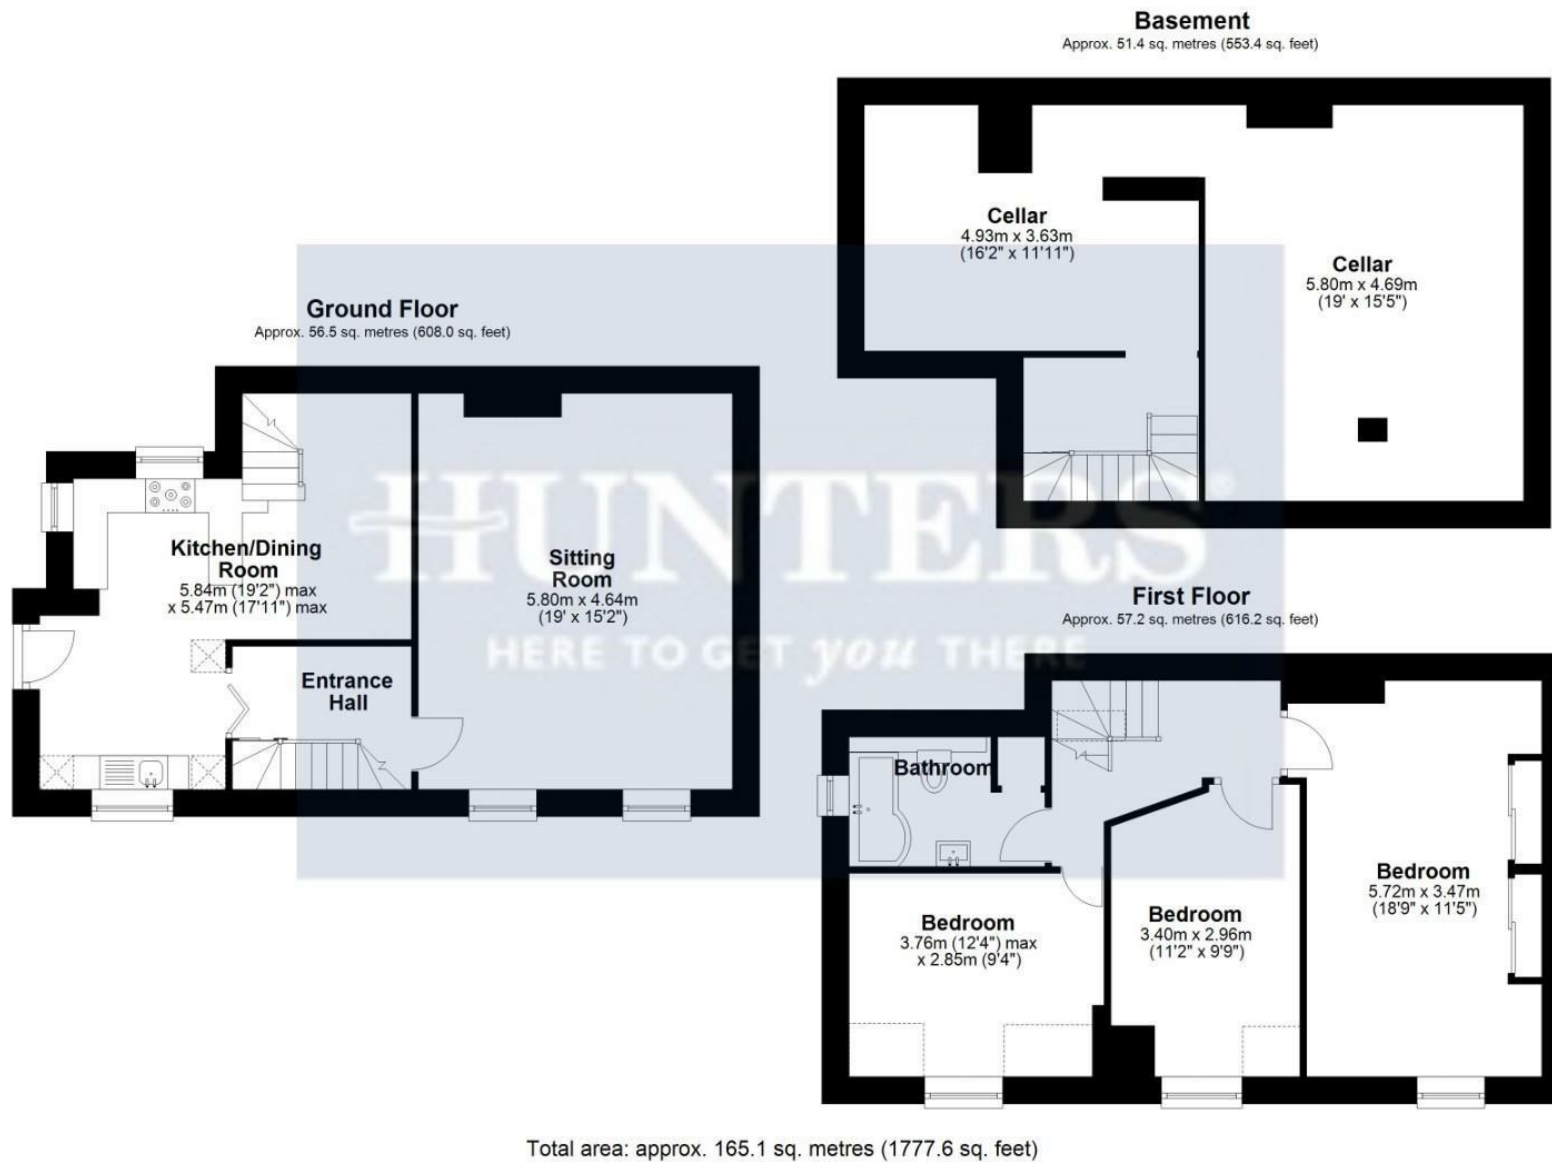 Basement
Approx. 51.4 sq. metres (553.4 sq. feet)
Cellar
4.93m x 3.63m
(16'2" x 11'11")
Cellar
5.80m x 4.69m
(19' x 15'5")
Ground Floor
Approx. 56.5 sq. metres (608.0 sq. feet)
Kitchen/Dining
Room
5.84m (19'2") max
x 5.47m (17'11") max
Sitting
Room
5.80m x 4.64m
(19' x 15'2")
Entrance
Hall
HUNTERS®
HERE TO GET you THERE
First Floor
Approx. 57.2 sq. metres (616.2 sq. feet)
Bathroom
Bedroom
3.76m (12'4") max
x 2.85m (9'4")
Bedroom
3.40m x 2.96m
(11'2" x 9'9")
Bedroom
5.72m x 3.47m
(18'9" x 11'5")
Total area: approx. 165.1 sq. metres (1777.6 sq. feet)